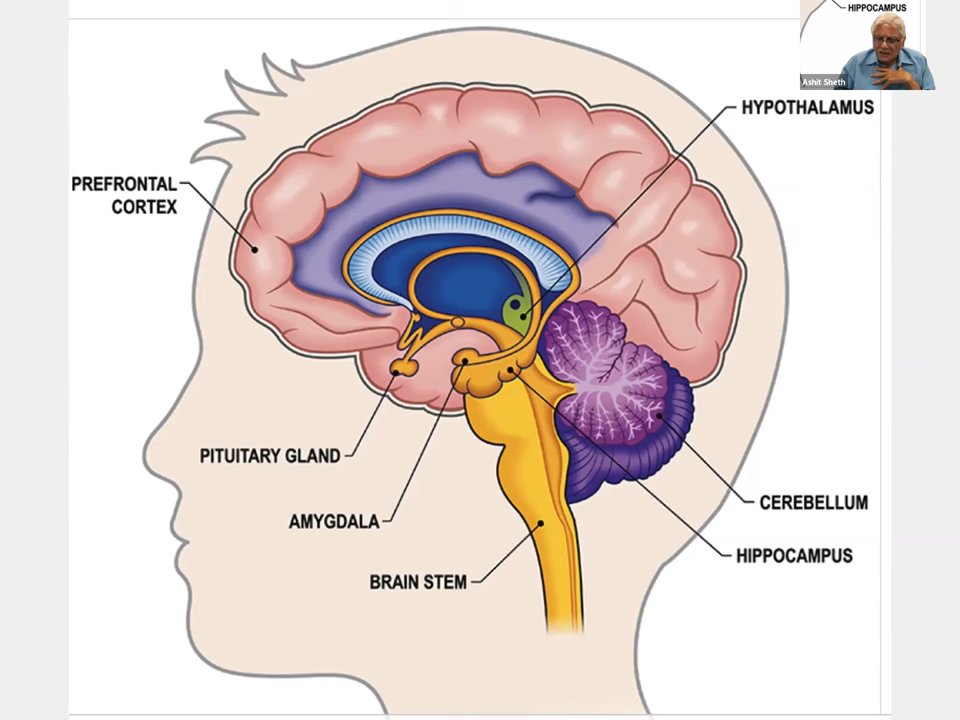 HIPPOCAMPUS
Ashit Sheth
HYPOTHALAMUS
PREFRONTAL
CORTEX
PITUITARY GLAND
AMYGDALA
CEREBELLUM
HIPPOCAMPUS
BRAIN STEM